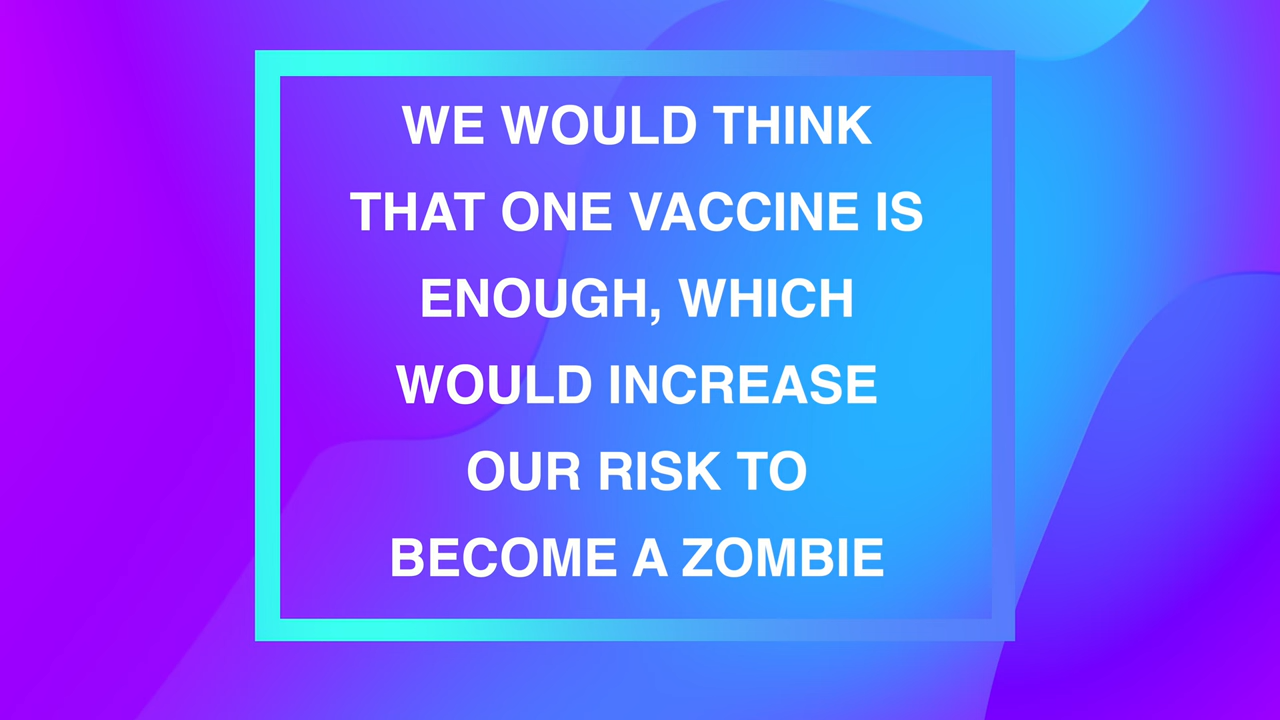 WE WOULD THINK
THAT ONE VACCINE IS
ENOUGH, WHICH
WOULD INCREASE
OUR RISK TO
BECOME A ZOMBIE